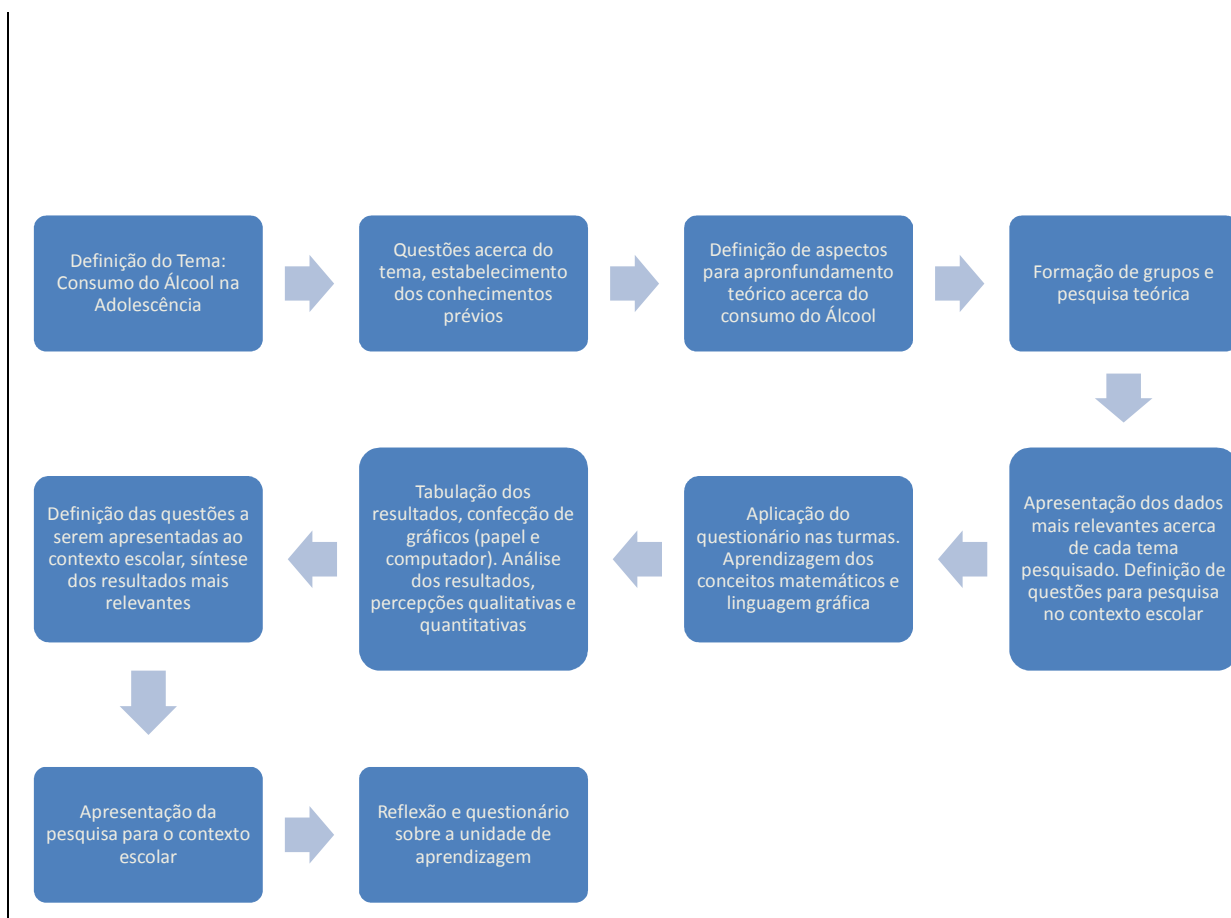 Definição do Tema:
Consumo do Álcool na
Adolescência
Questões acerca do
tema, estabelecimento
dos conhecimentos
prévios
Definição de aspectos
para apronfundamento
teórico acerca do
consumo do Álcool
Formação de grupos e
pesquisa teórica
Apresentação dos dados
mais relevantes acerca
de cada tema
pesquisado. Definição de
questões para pesquisa
no contexto escolar
Aplicação do
questionário nas turmas.
Aprendizagem dos
conceitos matemáticos e
linguagem gráfica
Tabulação dos
resultados, confecção de
gráficos (papel e
computador). Análise
dos resultados,
percepções qualitativas e
quantitativas
Definição das questões a
serem apresentadas ao
contexto escolar, síntese
dos resultados mais
relevantes
Apresentação da
pesquisa para o contexto
escolar
Reflexão e questionário
sobre a unidade de
aprendizagem